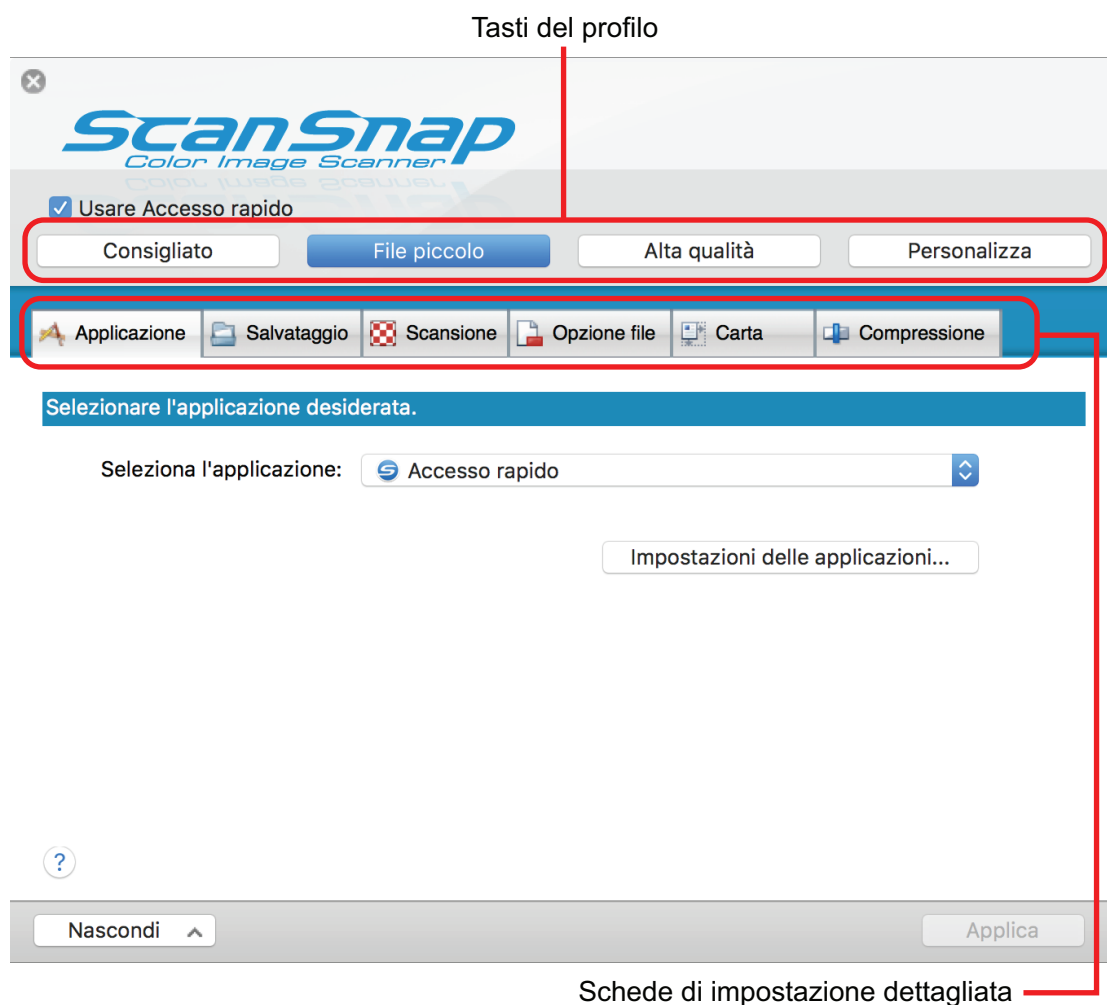 Tasti del profilo
ScanSnap
Color Image Scanner
Usare Accesso rapido
Consigliato File piccolo Alta qualità Personalizza
Applicazione Salvataggio Scansione Opzione file Carta Compressione
Selezionare l'applicazione desiderata.
Seleziona l'applicazione: Accesso rapido
Impostazioni delle applicazioni...
?
Nascondi Applica
Schede di impostazione dettagliata